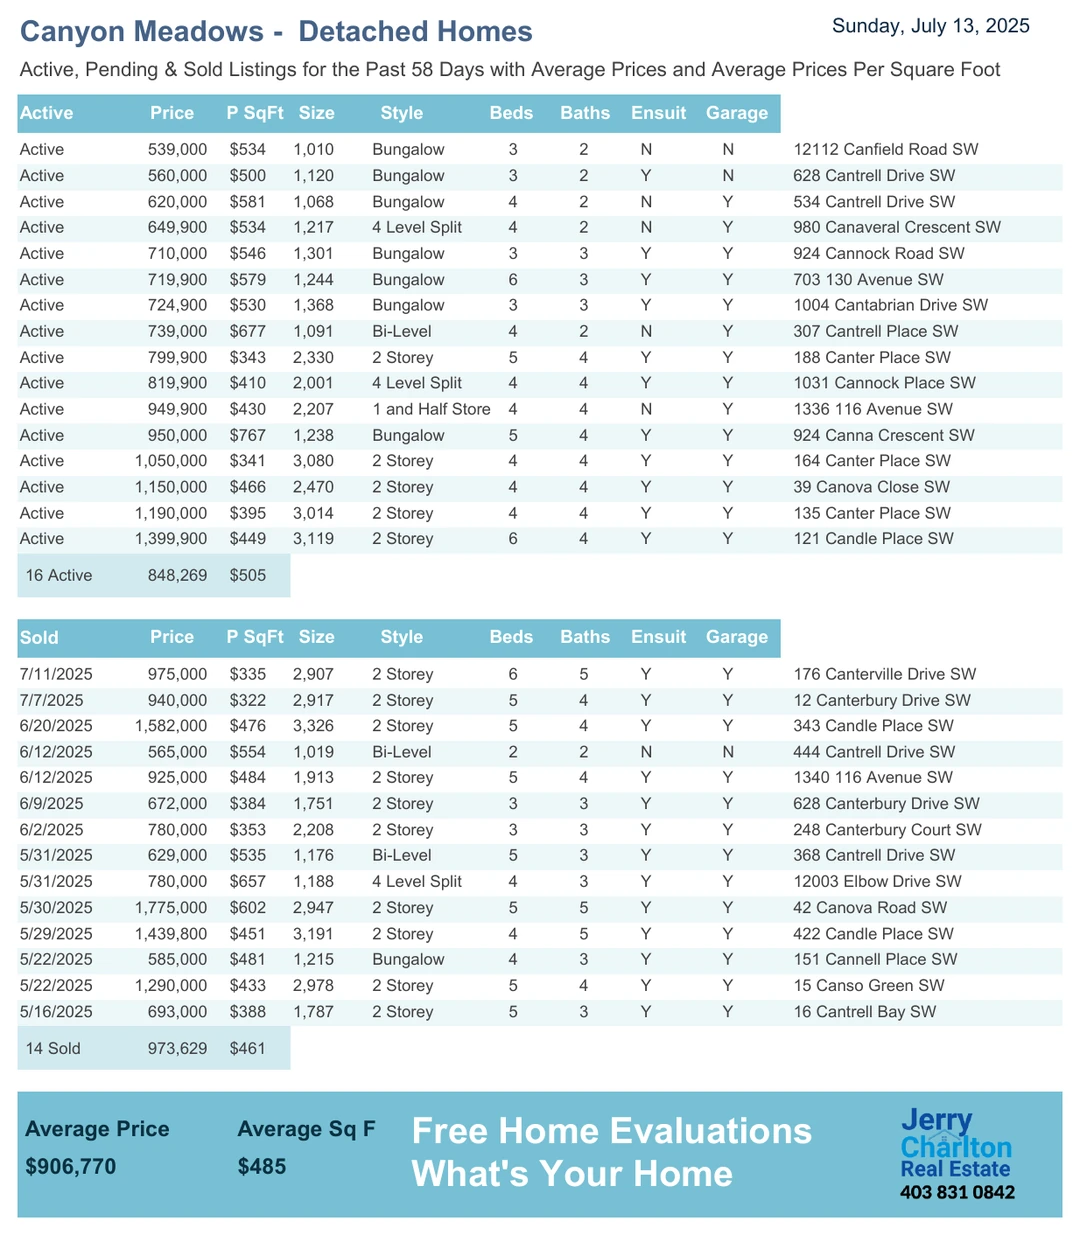 Canyon Meadows -  Detached Homes
Sunday, July 13, 2025
Active, Pending & Sold Listings for the Past 58 Days with Average Prices and Average Prices Per Square Foot
Active Price P SqFt Size Style Beds Baths Ensuit Garage
Active 539,000 $534 1,010 Bungalow 3 2 N N 12112 Canfield Road SW
Active 560,000 $500 1,120 Bungalow 3 2 Y N 628 Cantrell Drive SW
Active 620,000 $581 1,068 Bungalow 4 2 N Y 534 Cantrell Drive SW
Active 649,900 $534 1,217 4 Level Split 4 2 N Y 980 Canaveral Crescent SW
Active 710,000 $546 1,301 Bungalow 3 3 Y Y 924 Cannock Road SW
Active 719,900 $579 1,244 Bungalow 6 3 Y Y 703 130 Avenue SW
Active 724,900 $530 1,368 Bungalow 3 3 Y Y 1004 Cantabrian Drive SW
Active 739,000 $677 1,091 Bi-Level 4 2 N Y 307 Cantrell Place SW
Active 799,900 $343 2,330 2 Storey 5 4 Y Y 188 Canter Place SW
Active 819,900 $410 2,001 4 Level Split 4 4 Y Y 1031 Cannock Place SW
Active 949,900 $430 2,207 1 and Half Store 4 4 N Y 1336 116 Avenue SW
Active 950,000 $767 1,238 Bungalow 5 4 Y Y 924 Canna Crescent SW
Active 1,050,000 $341 3,080 2 Storey 4 4 Y Y 164 Canter Place SW
Active 1,150,000 $466 2,470 2 Storey 4 4 Y Y 39 Canova Close SW
Active 1,190,000 $395 3,014 2 Storey 4 4 Y Y 135 Canter Place SW
Active 1,399,900 $449 3,119 2 Storey 6 4 Y Y 121 Candle Place SW
16 Active 848,269 $505
Sold Price P SqFt Size Style Beds Baths Ensuit Garage
7/11/2025 975,000 $335 2,907 2 Storey 6 5 Y Y 176 Canterville Drive SW
7/7/2025 940,000 $322 2,917 2 Storey 5 4 Y Y 12 Canterbury Drive SW
6/20/2025 1,582,000 $476 3,326 2 Storey 5 4 Y Y 343 Candle Place SW
6/12/2025 565,000 $554 1,019 Bi-Level 2 2 N N 444 Cantrell Drive SW
6/12/2025 925,000 $484 1,913 2 Storey 5 4 Y Y 1340 116 Avenue SW
6/9/2025 672,000 $384 1,751 2 Storey 3 3 Y Y 628 Canterbury Drive SW
6/2/2025 780,000 $353 2,208 2 Storey 3 3 Y Y 248 Canterbury Court SW
5/31/2025 629,000 $535 1,176 Bi-Level 5 3 Y Y 368 Cantrell Drive SW
5/31/2025 780,000 $657 1,188 4 Level Split 4 3 Y Y 12003 Elbow Drive SW
5/30/2025 1,775,000 $602 2,947 2 Storey 5 5 Y Y 42 Canova Road SW
5/29/2025 1,439,800 $451 3,191 2 Storey 4 5 Y Y 422 Candle Place SW
5/22/2025 585,000 $481 1,215 Bungalow 4 3 Y Y 151 Cannell Place SW
5/22/2025 1,290,000 $433 2,978 2 Storey 5 4 Y Y 15 Canso Green SW
5/16/2025 693,000 $388 1,787 2 Storey 5 3 Y Y 16 Cantrell Bay SW
14 Sold 973,629 $461
Average Price Average Sq F
$906,770 $485
Free Home Evaluations
What's Your Home
Jerry
Charlton
Real Estate
403 831 0842